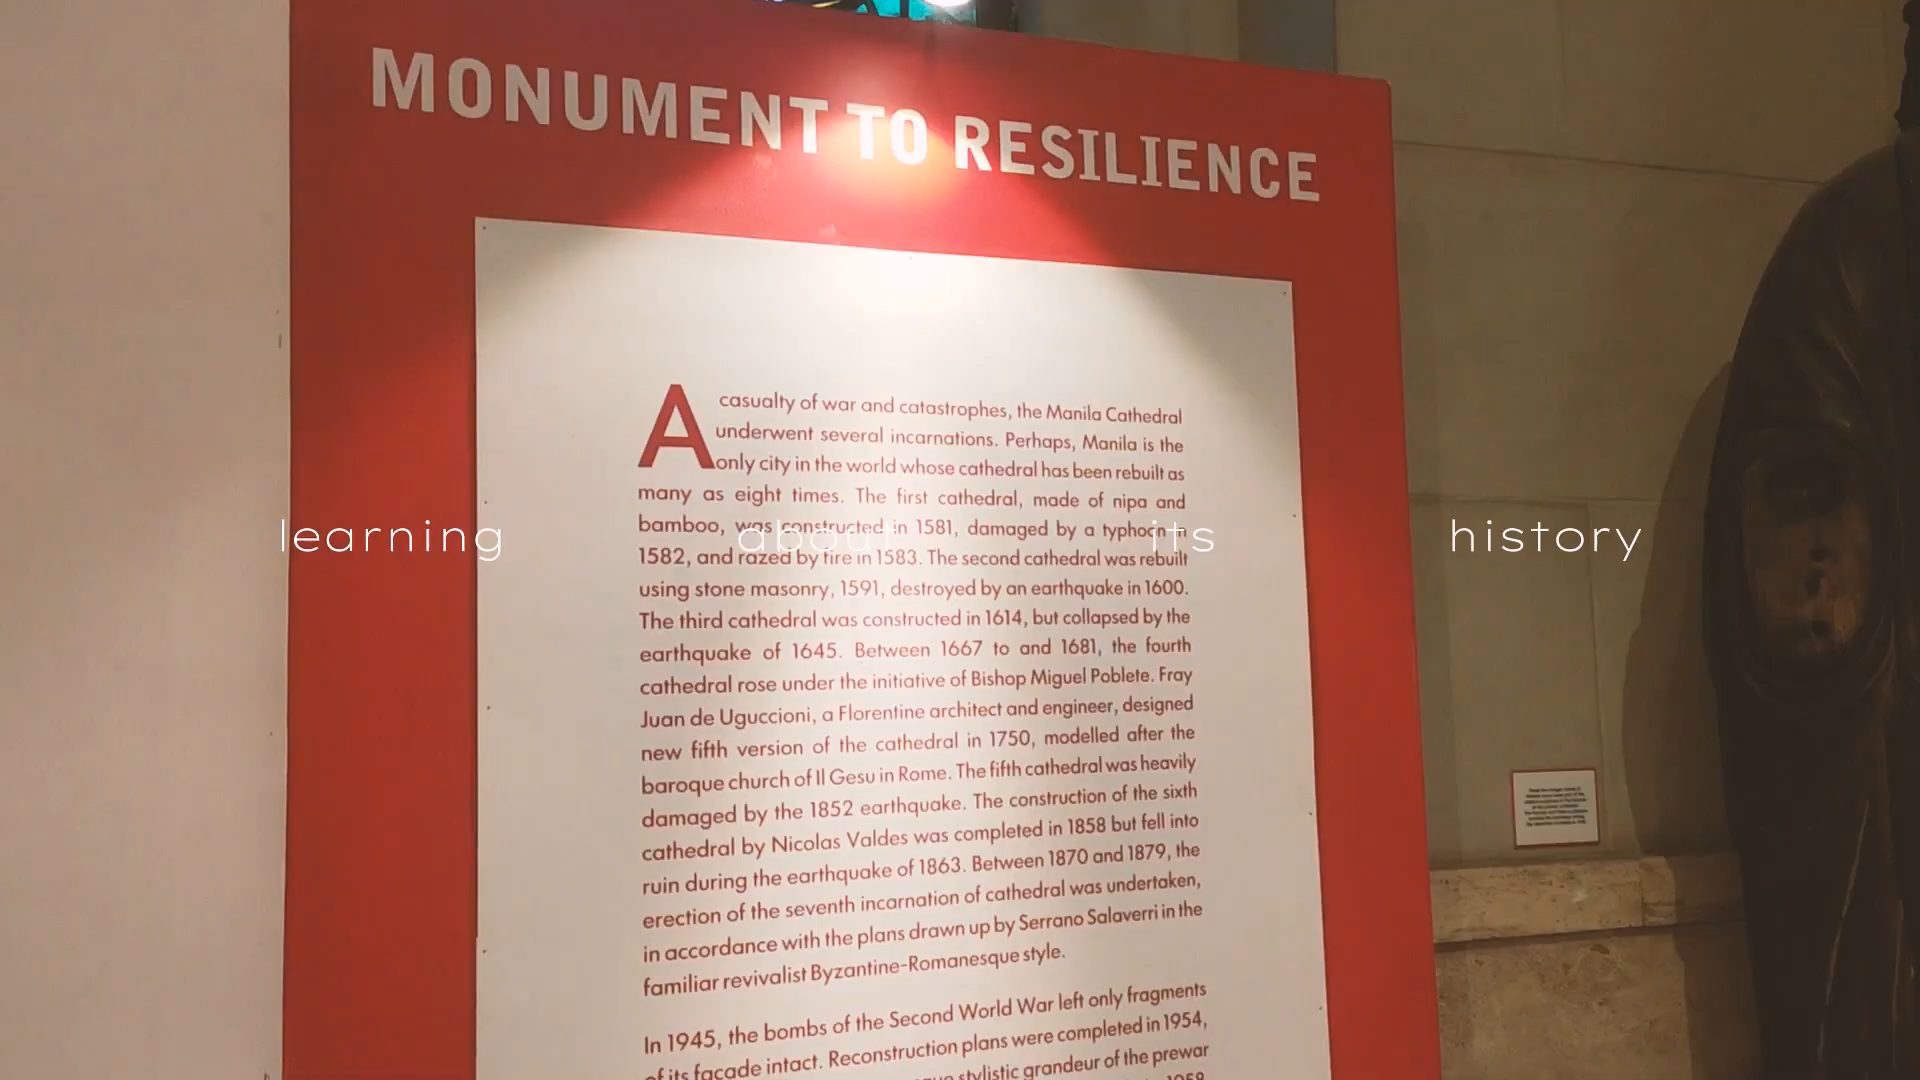 MONUMENT TO RESILIENCE
A casualty of war and catastrophes, the Manila Cathedral
underwent several incarnations. Perhaps, Manila is the
only city in the world whose cathedral has been rebuilt as
many as eight times. The first cathedral, made of nipa and
bamboo, was constructed in 1581, damaged by a typhoon in
1582, and razed by fire in 1583. The second cathedral was rebuilt
using stone masonry, 1591, destroyed by an earthquake in 1600.
The third cathedral was constructed in 1614, but collapsed by the
earthquake of 1645. Between 1667 to and 1681, the fourth
cathedral rose under the initiative of Bishop Miguel Poblete. Fray
Juan de Uguccioni, a Florentine architect and engineer, designed
new fifth version of the cathedral in 1750, modelled after the
baroque church of Il Gesu in Rome. The fifth cathedral was heavily
damaged by the 1852 earthquake. The construction of the sixth
cathedral by Nicolas Valdes was completed in 1858 but fell into
ruin during the earthquake of 1863. Between 1870 and 1879, the
erection of the seventh incarnation of cathedral was undertaken,
in accordance with the plans drawn up by Serrano Salaverri in the
familiar revivalist Byzantine-Romanesque style.
In 1945, the bombs of the Second World War left only fragments
of its façade intact. Reconstruction plans were completed in 1954,
stylistic grandeur of the prewar
1958
learning about its history